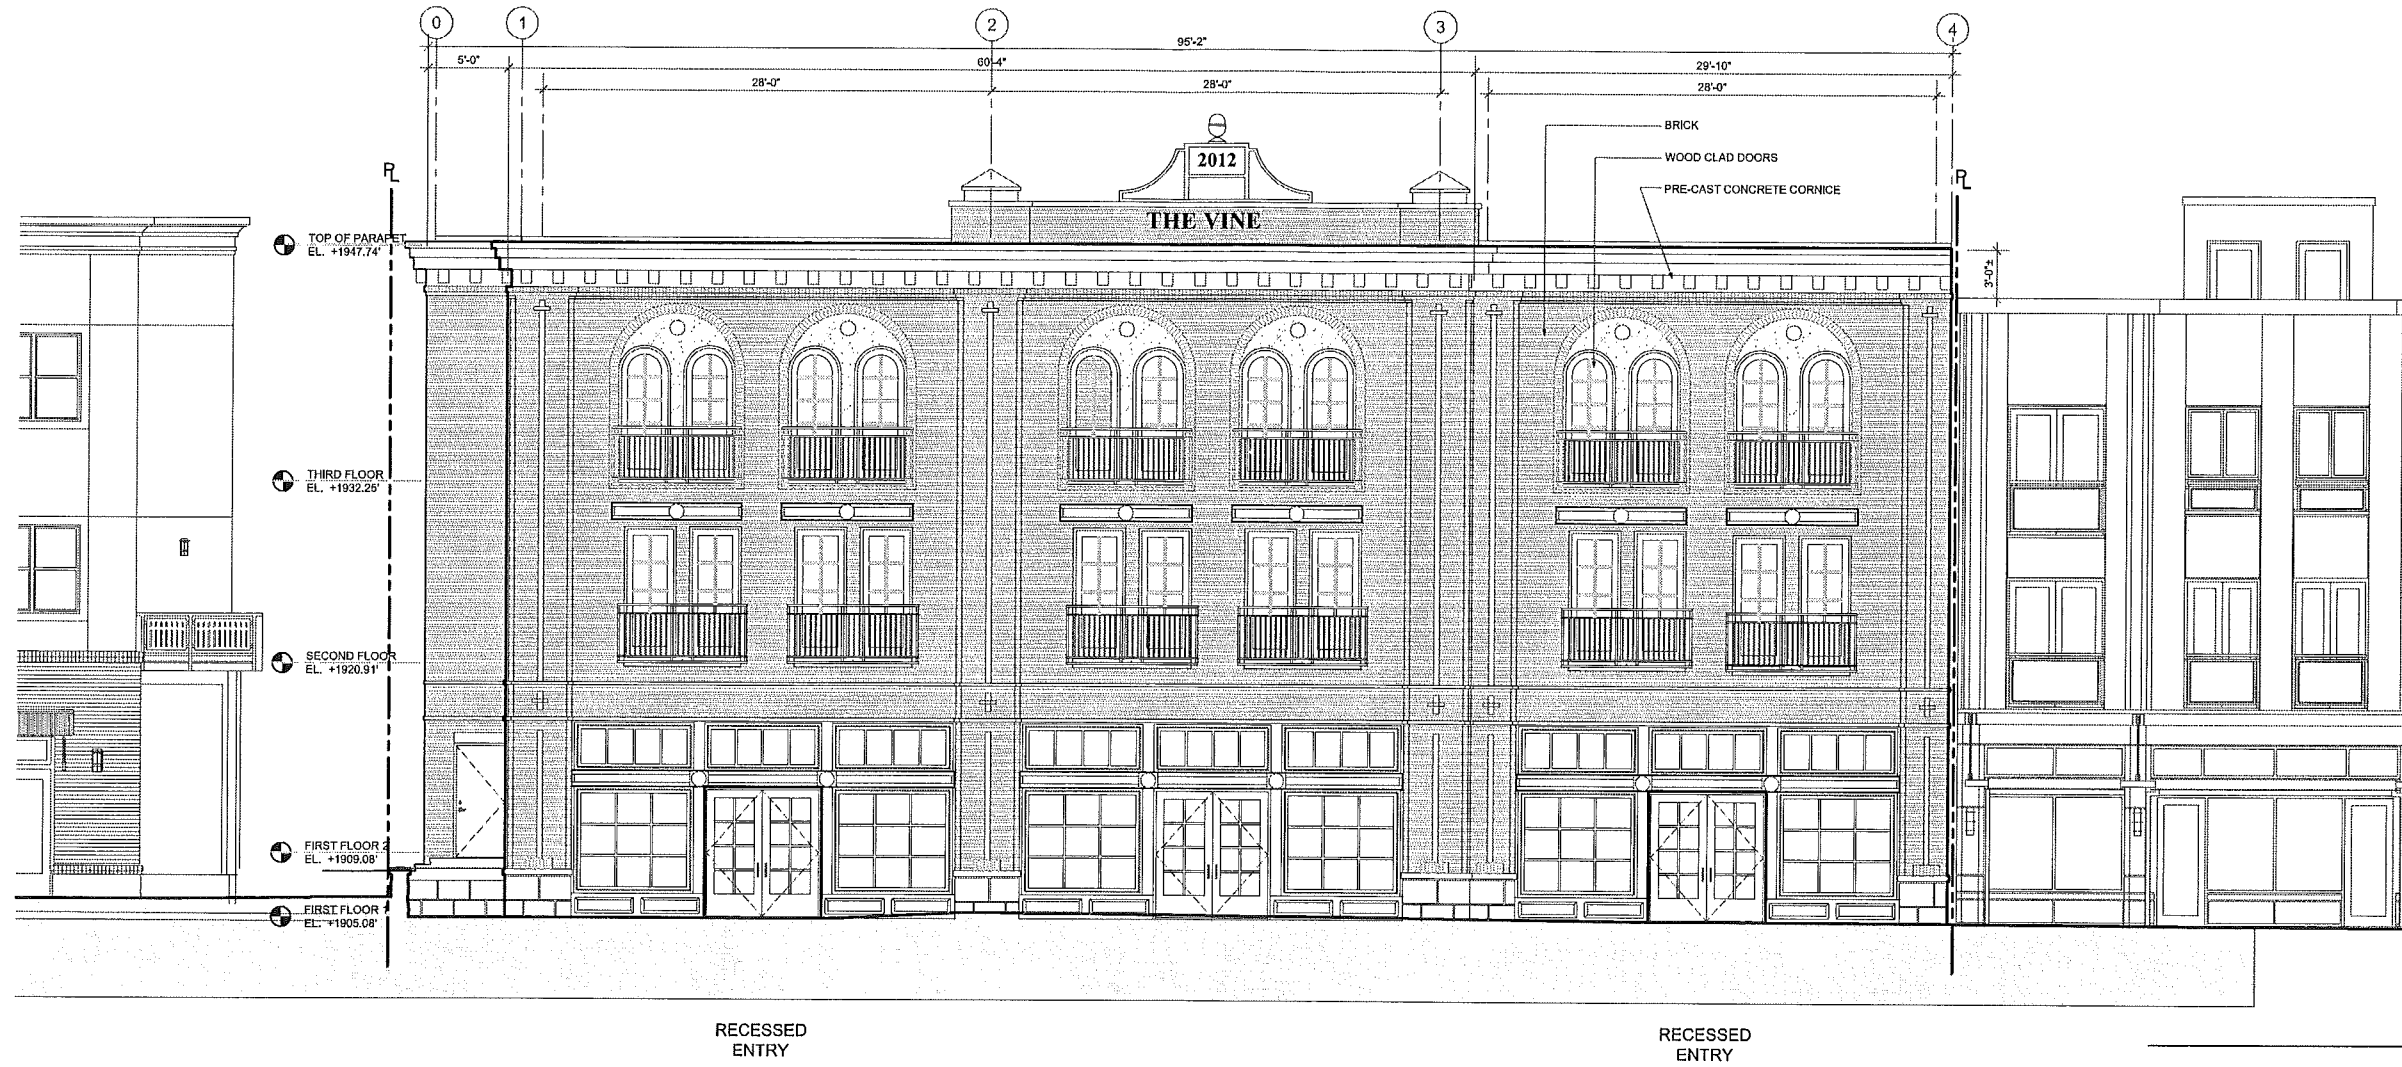 0
1
2
3
4
95'-2"
5'-0"
60'-4"
29'-10"
28'-0"
28'-0"
28'-0"
BRICK
WOOD CLAD DOORS
PRE-CAST CONCRETE CORNICE
2012
THE VINE
PL
PL
TOP OF PARAPET
EL. +1947.74'
3'-0"±
THIRD FLOOR
EL. +1932.25'
SECOND FLOOR
EL. +1920.91'
FIRST FLOOR 2
EL. +1909.08'
FIRST FLOOR 1
EL. +1905.08'
RECESSED
ENTRY
RECESSED
ENTRY